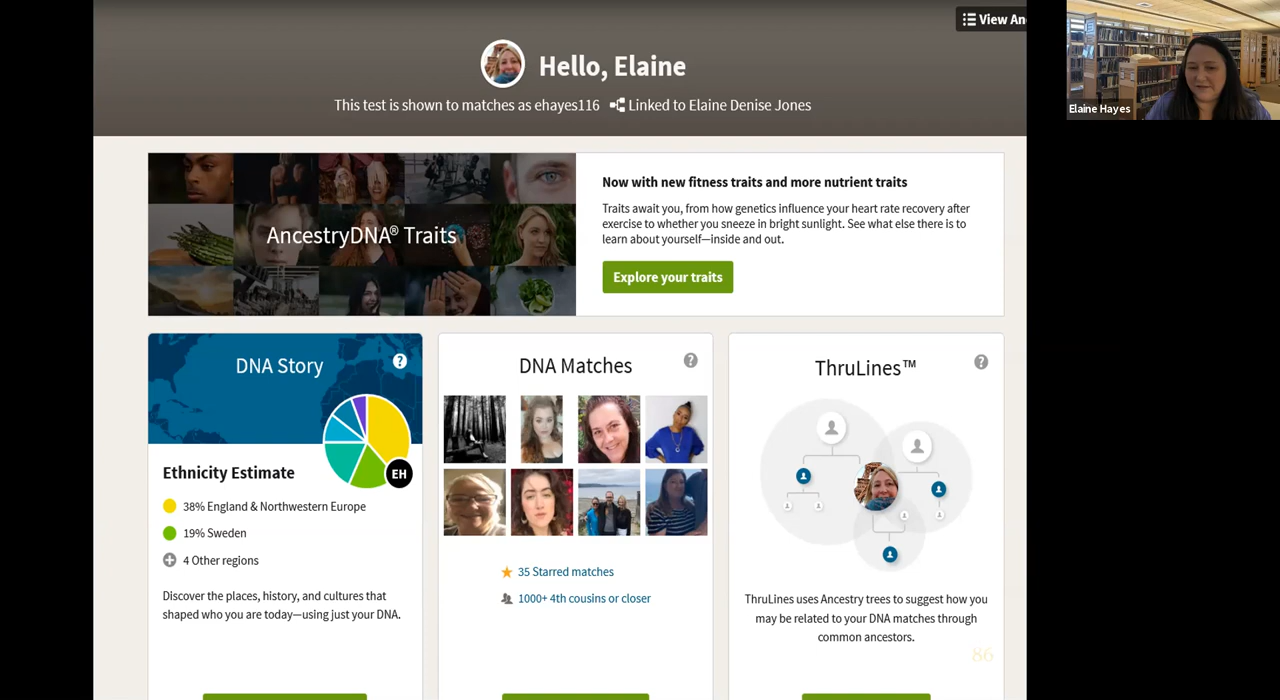 View An
Hello, Elaine
This test is shown to matches as ehayes116 Linked to Elaine Denise Jones
Elaine Hayes
AncestryDNA® Traits
Now with new fitness traits and more nutrient traits
Traits await you, from how genetics influence your heart rate recovery after
exercise to whether you sneeze in bright sunlight. See what else there is to
learn about yourself—inside and out.
Explore your traits
DNA Story
?
EH
Ethnicity Estimate
38% England & Northwestern Europe
19% Sweden
4 Other regions
Discover the places, history, and cultures that
shaped who you are today—using just your DNA.
DNA Matches
?
35 Starred matches
1000+ 4th cousins or closer
ThruLines™
?
ThruLines uses Ancestry trees to suggest how you
may be related to your DNA matches through
common ancestors.
86